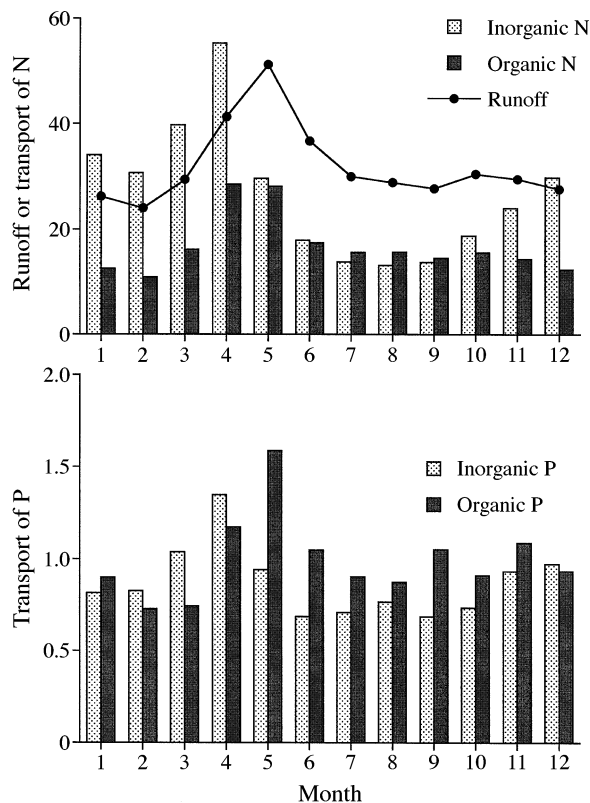 Runoff or transport of N
60
40
20
0
Inorganic N
Organic N
Runoff
1 2 3 4 5 6 7 8 9 10 11 12
Transport of P
2.0
1.5
1.0
0.5
0
Inorganic P
Organic P
1 2 3 4 5 6 7 8 9 10 11 12
Month